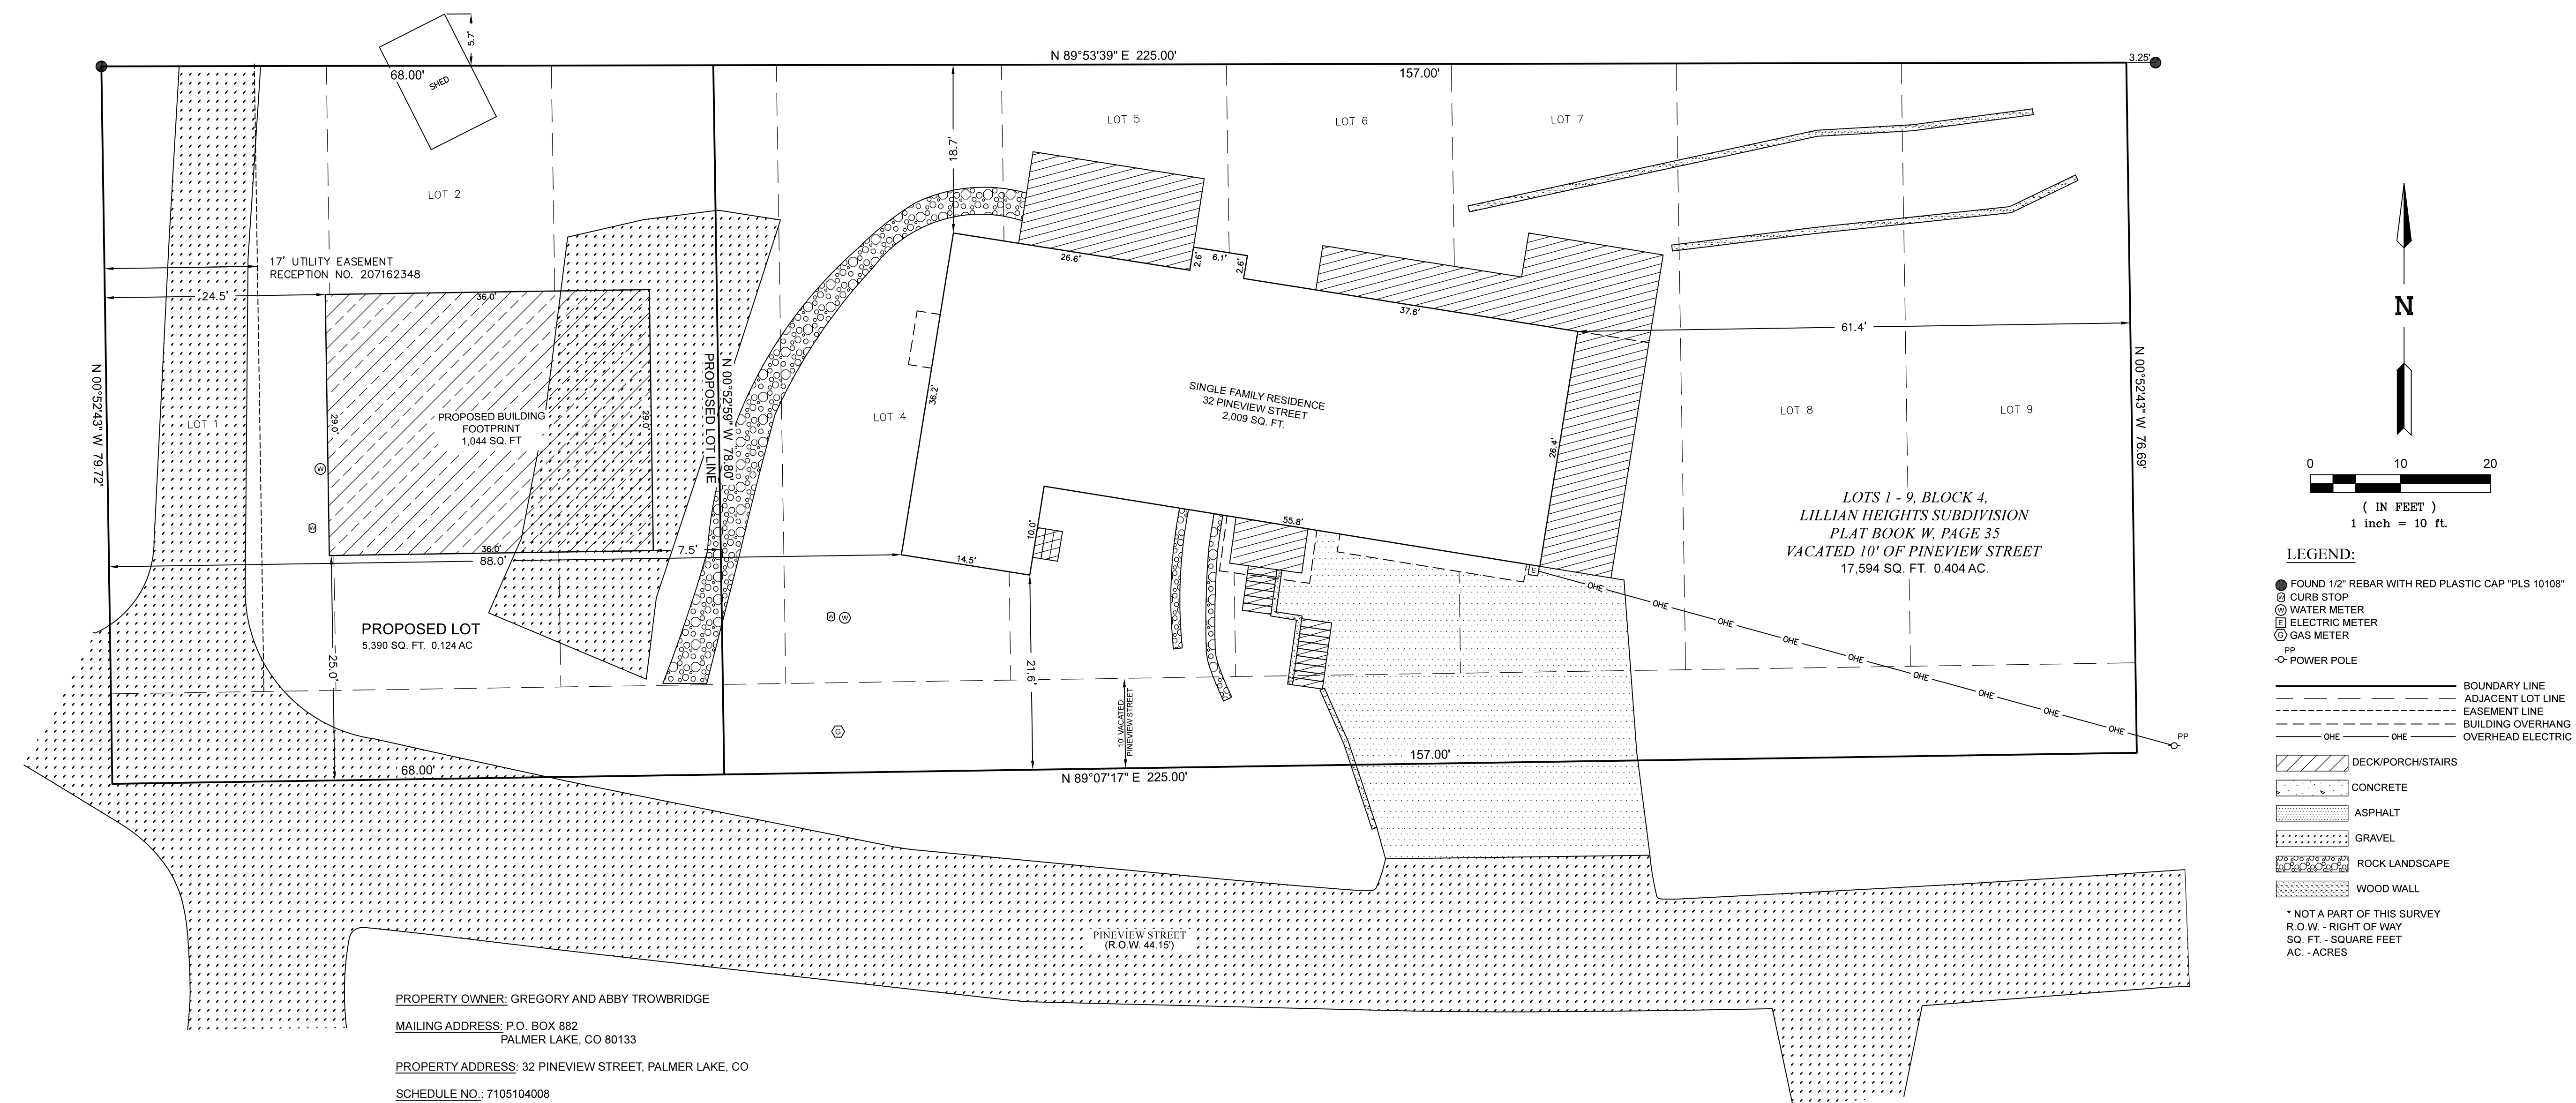 5.7'
N 89°53'39" E 225.00'
3.25'
68.00'
157.00'
SHED
LOT 5
LOT 6
LOT 7
18.7'
LOT 2
17' UTILITY EASEMENT
RECEPTION NO. 207162348
26.6'
2.6'
6.1'
2.6'
24.5'
36.0'
37.6'
61.4'
N 00°52'43" W 79.72'
PROPOSED LOT LINE
N 00°52'59" W 78.80'
36.2'
SINGLE FAMILY RESIDENCE
32 PINEVIEW STREET
2,009 SQ. FT.
N 00°52'43" W 76.69'
LOT 1
29.0'
PROPOSED BUILDING
FOOTPRINT
1,044 SQ. FT
29.0'
LOT 4
LOT 8
LOT 9
26.4'
W
W
LOTS 1 - 9, BLOCK 4,
LILLIAN HEIGHTS SUBDIVISION
PLAT BOOK W, PAGE 35
VACATED 10' OF PINEVIEW STREET
17,594 SQ. FT. 0.404 AC.
36.0'
7.5'
88.0'
10.0'
55.8'
14.5'
E
OHE
OHE
OHE
OHE
OHE
OHE
OHE
OHE
OHE
PP
PROPOSED LOT
5,390 SQ. FT. 0.124 AC
W
W
25.0'
21.6'
10' VACATED
PINEVIEW STREET
G
68.00'
157.00'
N 89°07'17" E 225.00'
PINEVIEW STREET
(R.O.W. 44.15')
PROPERTY OWNER: GREGORY AND ABBY TROWBRIDGE
MAILING ADDRESS: P.O. BOX 882
PALMER LAKE, CO 80133
PROPERTY ADDRESS: 32 PINEVIEW STREET, PALMER LAKE, CO
SCHEDULE NO.: 7105104008
N
0 10 20
( IN FEET )
1 inch = 10 ft.
LEGEND:
FOUND 1/2" REBAR WITH RED PLASTIC CAP "PLS 10108"
W CURB STOP
W WATER METER
E ELECTRIC METER
G GAS METER
PP
POWER POLE
BOUNDARY LINE
ADJACENT LOT LINE
EASEMENT LINE
BUILDING OVERHANG
OHE OHE OVERHEAD ELECTRIC
DECK/PORCH/STAIRS
CONCRETE
ASPHALT
GRAVEL
ROCK LANDSCAPE
WOOD WALL
* NOT A PART OF THIS SURVEY
R.O.W. - RIGHT OF WAY
SQ. FT. - SQUARE FEET
AC. - ACRES